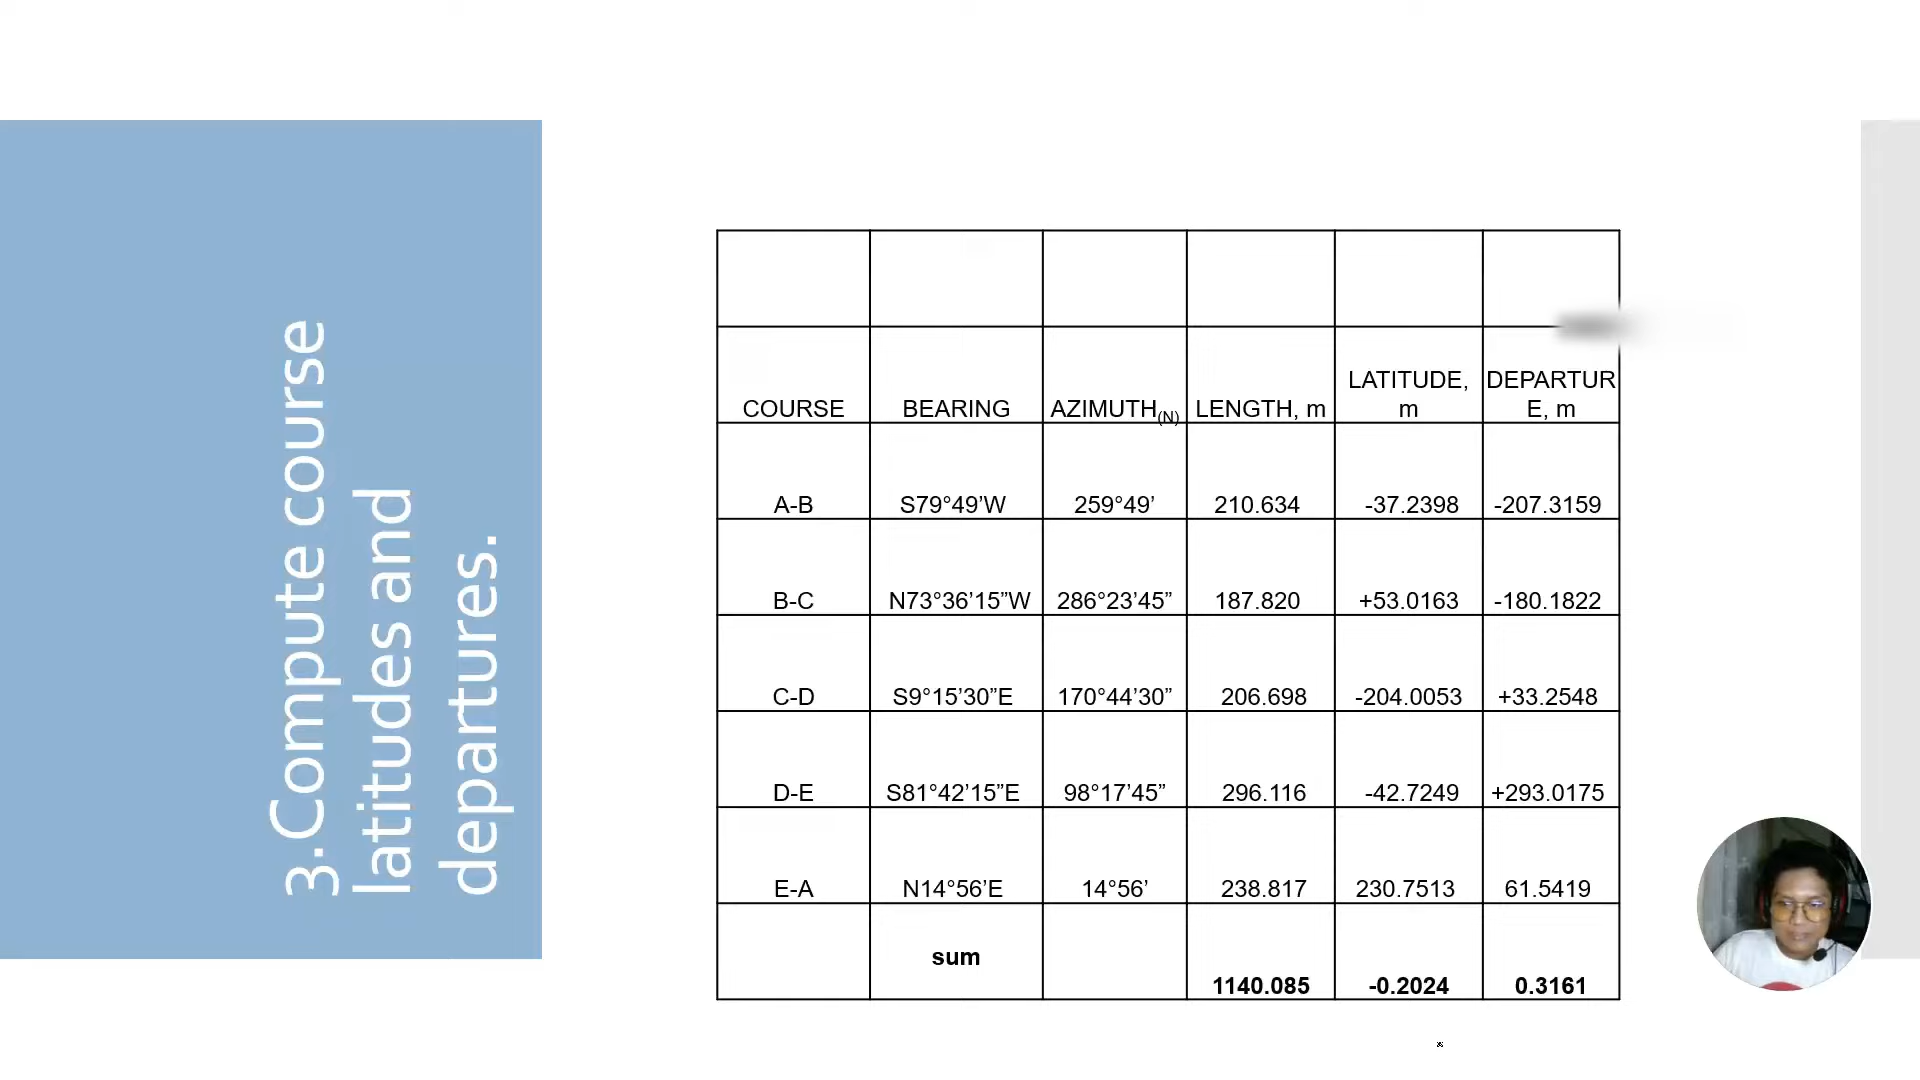 3.Compute course
latitudes and
departures.
COURSE BEARING AZIMUTH(N) LENGTH, m LATITUDE, m DEPARTUR
E, m
A-B S79°49’W 259°49’ 210.634 -37.2398 -207.3159
B-C N73°36’15”W 286°23’45” 187.820 +53.0163 -180.1822
C-D S9°15’30”E 170°44’30” 206.698 -204.0053 +33.2548
D-E S81°42’15”E 98°17’45” 296.116 -42.7249 +293.0175
E-A N14°56’E 14°56’ 238.817 230.7513 61.5419
sum 1140.085 -0.2024 0.3161